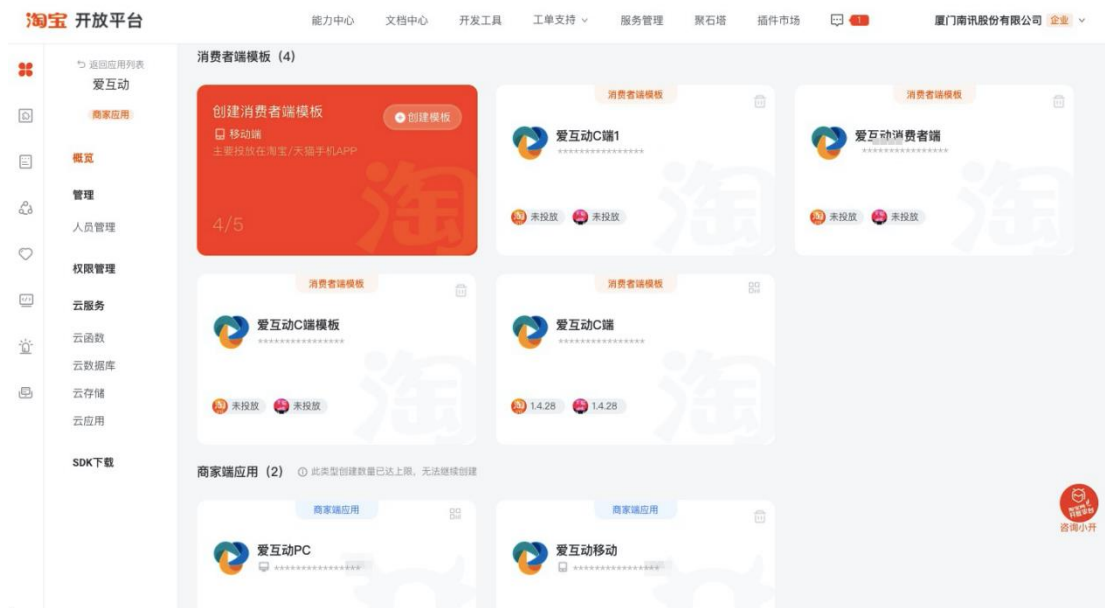 淘宝 开放平台
能力中心 文档中心 开发工具 工单支持 服务管理 聚石塔 插件市场 1 厦门南讯股份有限公司 企业
返回应用列表
爱互动
商家应用
概览
管理
人员管理
权限管理
云服务
云函数
云数据库
云存储
云应用
SDK下载
消费者端模板（4）
创建消费者端模板
创建模板
移动端
主要投放在淘宝/天猫手机APP
4/5
淘
消费者端模板
爱互动C端1
****************
未投放 未投放
淘
消费者端模板
爱互动消费者端
****************
未投放 未投放
淘
消费者端模板
爱互动C端模板
****************
未投放 未投放
淘
消费者端模板
爱互动C端
****************
1.4.28 1.4.28
淘
商家端应用（2） 此类型创建数量已达上限，无法继续创建
商家端应用
爱互动PC
****************
商家端应用
爱互动移动
****************
咨询小开